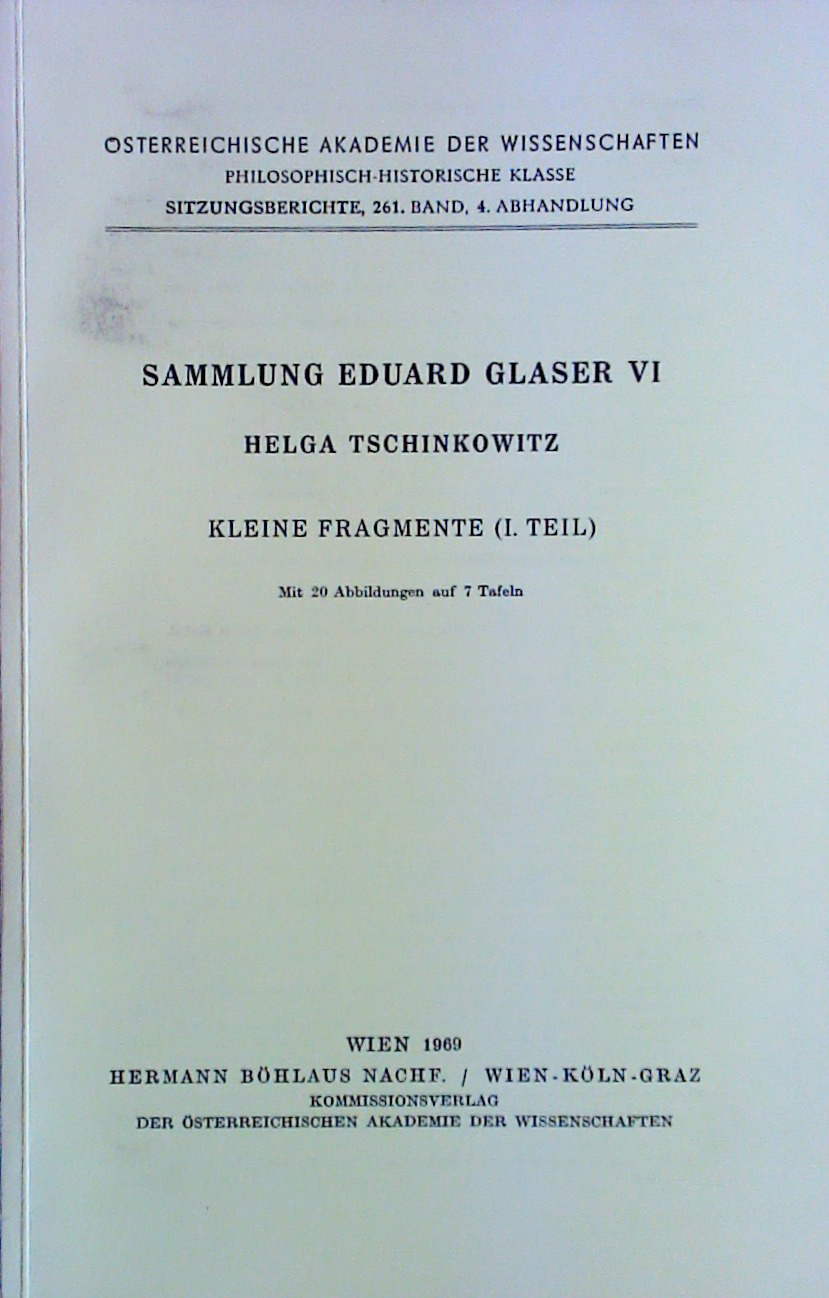 ÖSTERREICHISCHE AKADEMIE DER WISSENSCHAFTEN
PHILOSOPHISCH-HISTORISCHE KLASSE
SITZUNGSBERICHTE, 261. BAND, 4. ABHANDLUNG
SAMMLUNG EDUARD GLASER VI
HELGA TSCHINKOWITZ
KLEINE FRAGMENTE (I. TEIL)
Mit 20 Abbildungen auf 7 Tafeln
WIEN 1969
HERMANN BÖHLAUS NACHF. / WIEN-KÖLN-GRAZ
KOMMISSIONSVERLAG
DER ÖSTERREICHISCHEN AKADEMIE DER WISSENSCHAFTEN